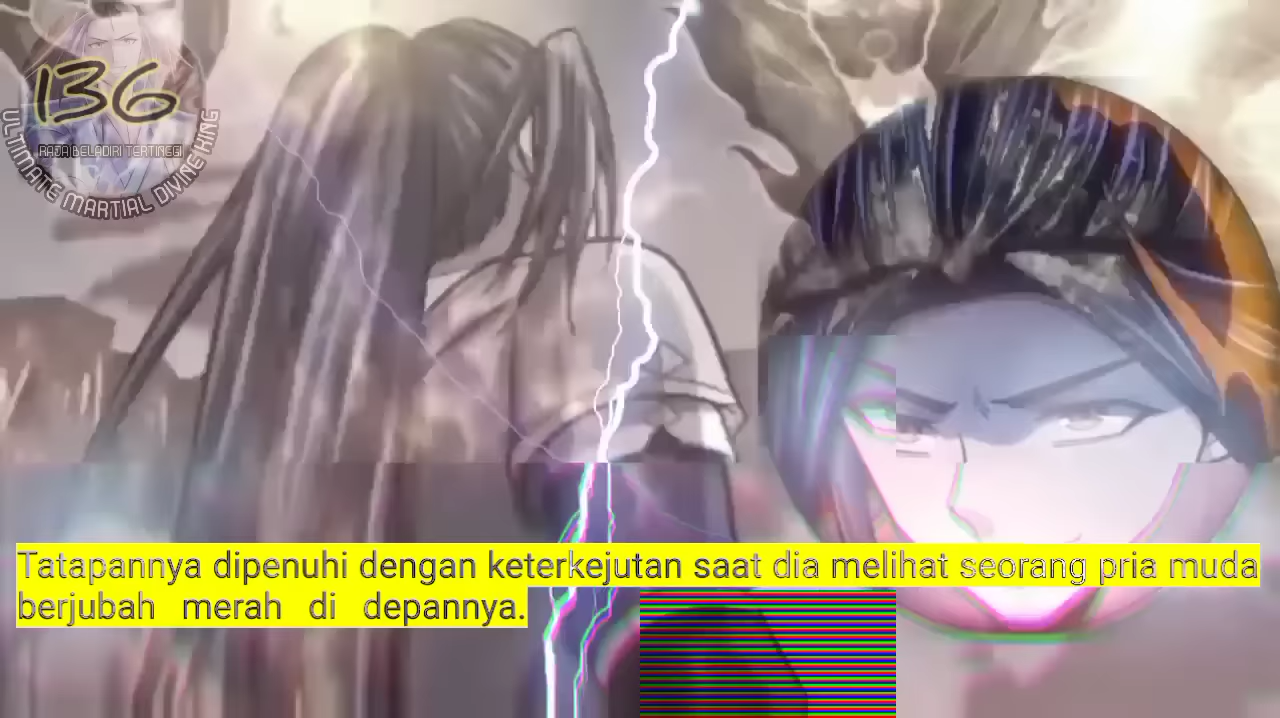 136
RAJA BELADIRI TERTINGGI
ULTIMATE MARTIAL DIVINE KING
Tatapannya dipenuhi dengan keterkejutan saat dia melihat seorang pria muda
berjubah merah di depannya.